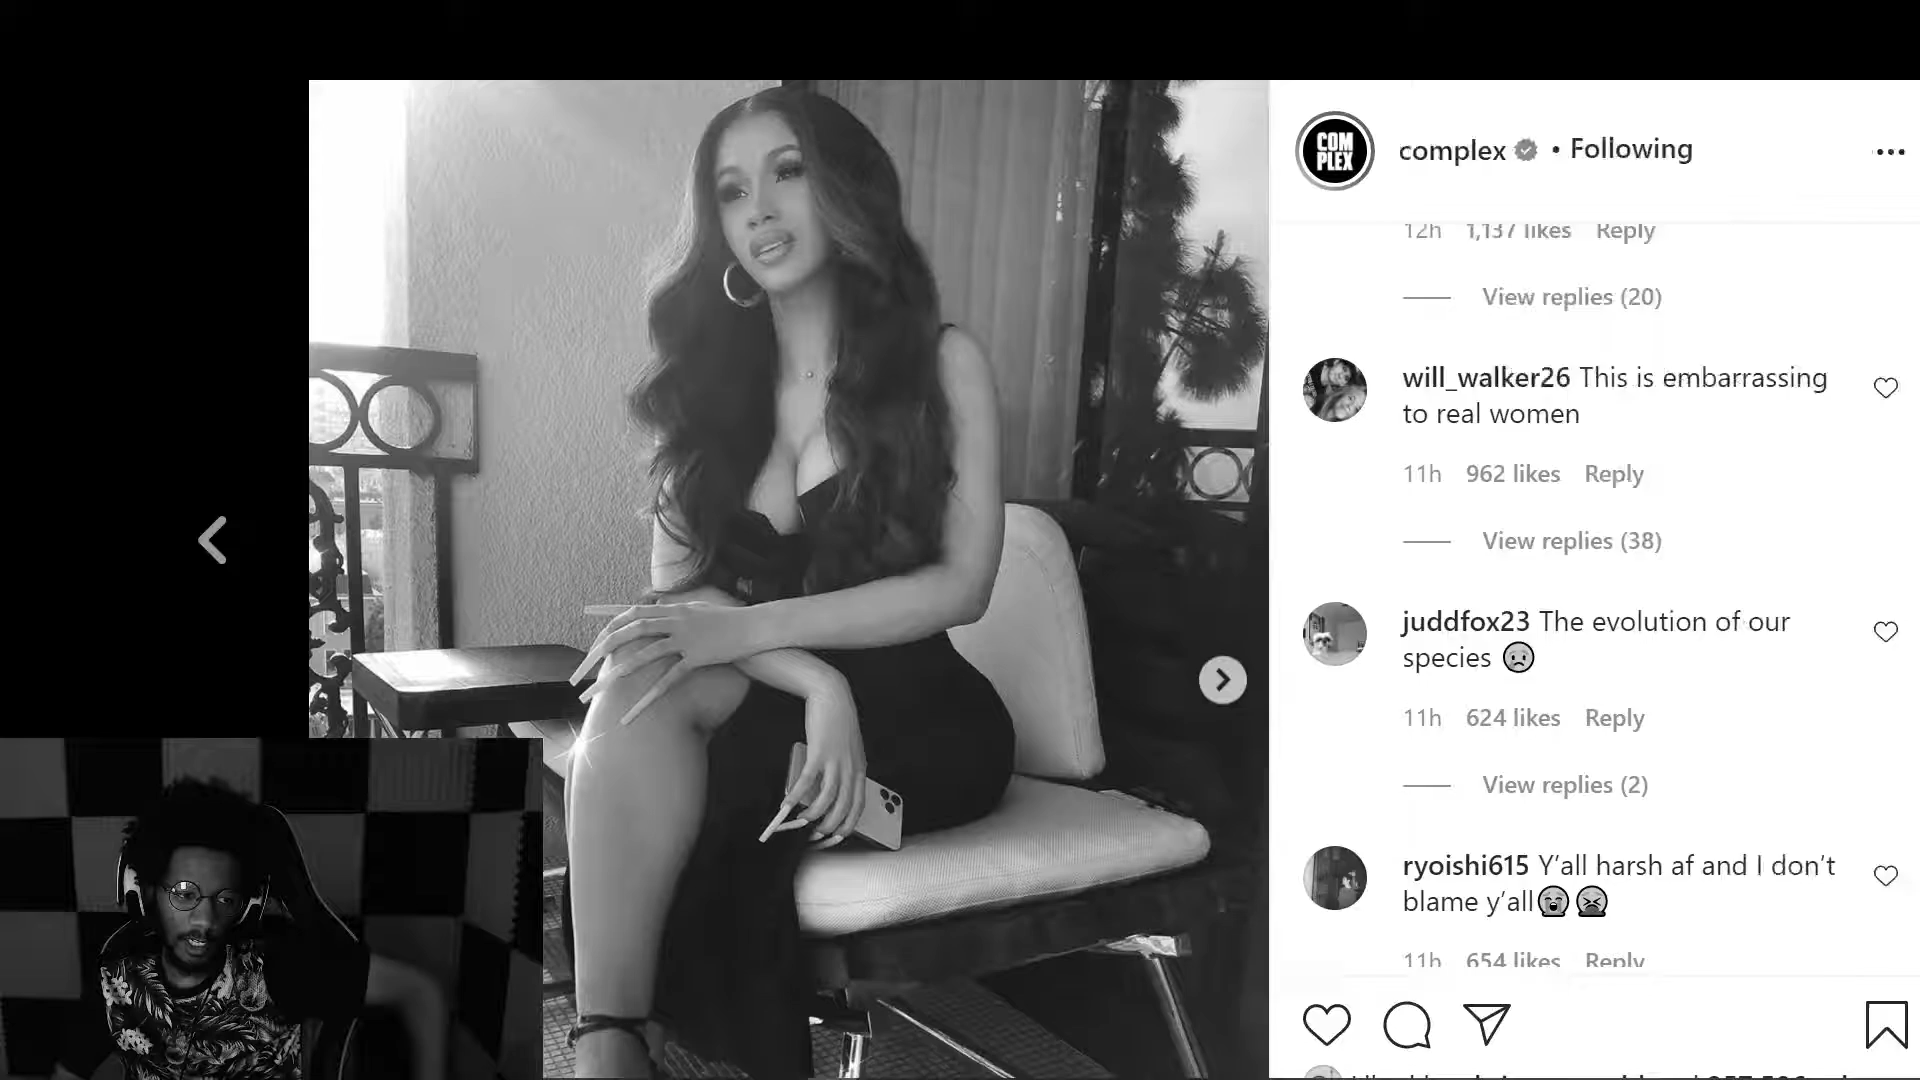 COM
PLEX
complex • Following
12h 1,137 likes Reply
View replies (20)
will_walker26 This is embarrassing
to real women
11h 962 likes Reply
View replies (38)
juddfox23 The evolution of our
species
11h 624 likes Reply
View replies (2)
ryoishi615 Y'all harsh af and I don't
blame y'all
11h 654 likes Reply